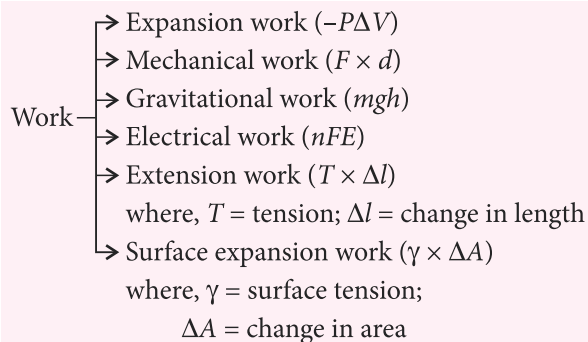 Expansion work (–PΔV)
Mechanical work (F × d)
Gravitational work (mgh)
Work
Electrical work (nFE)
Extension work (T × Δl)
where, T = tension; Δl = change in length
Surface expansion work (γ × ΔA)
where, γ = surface tension;
ΔA = change in area